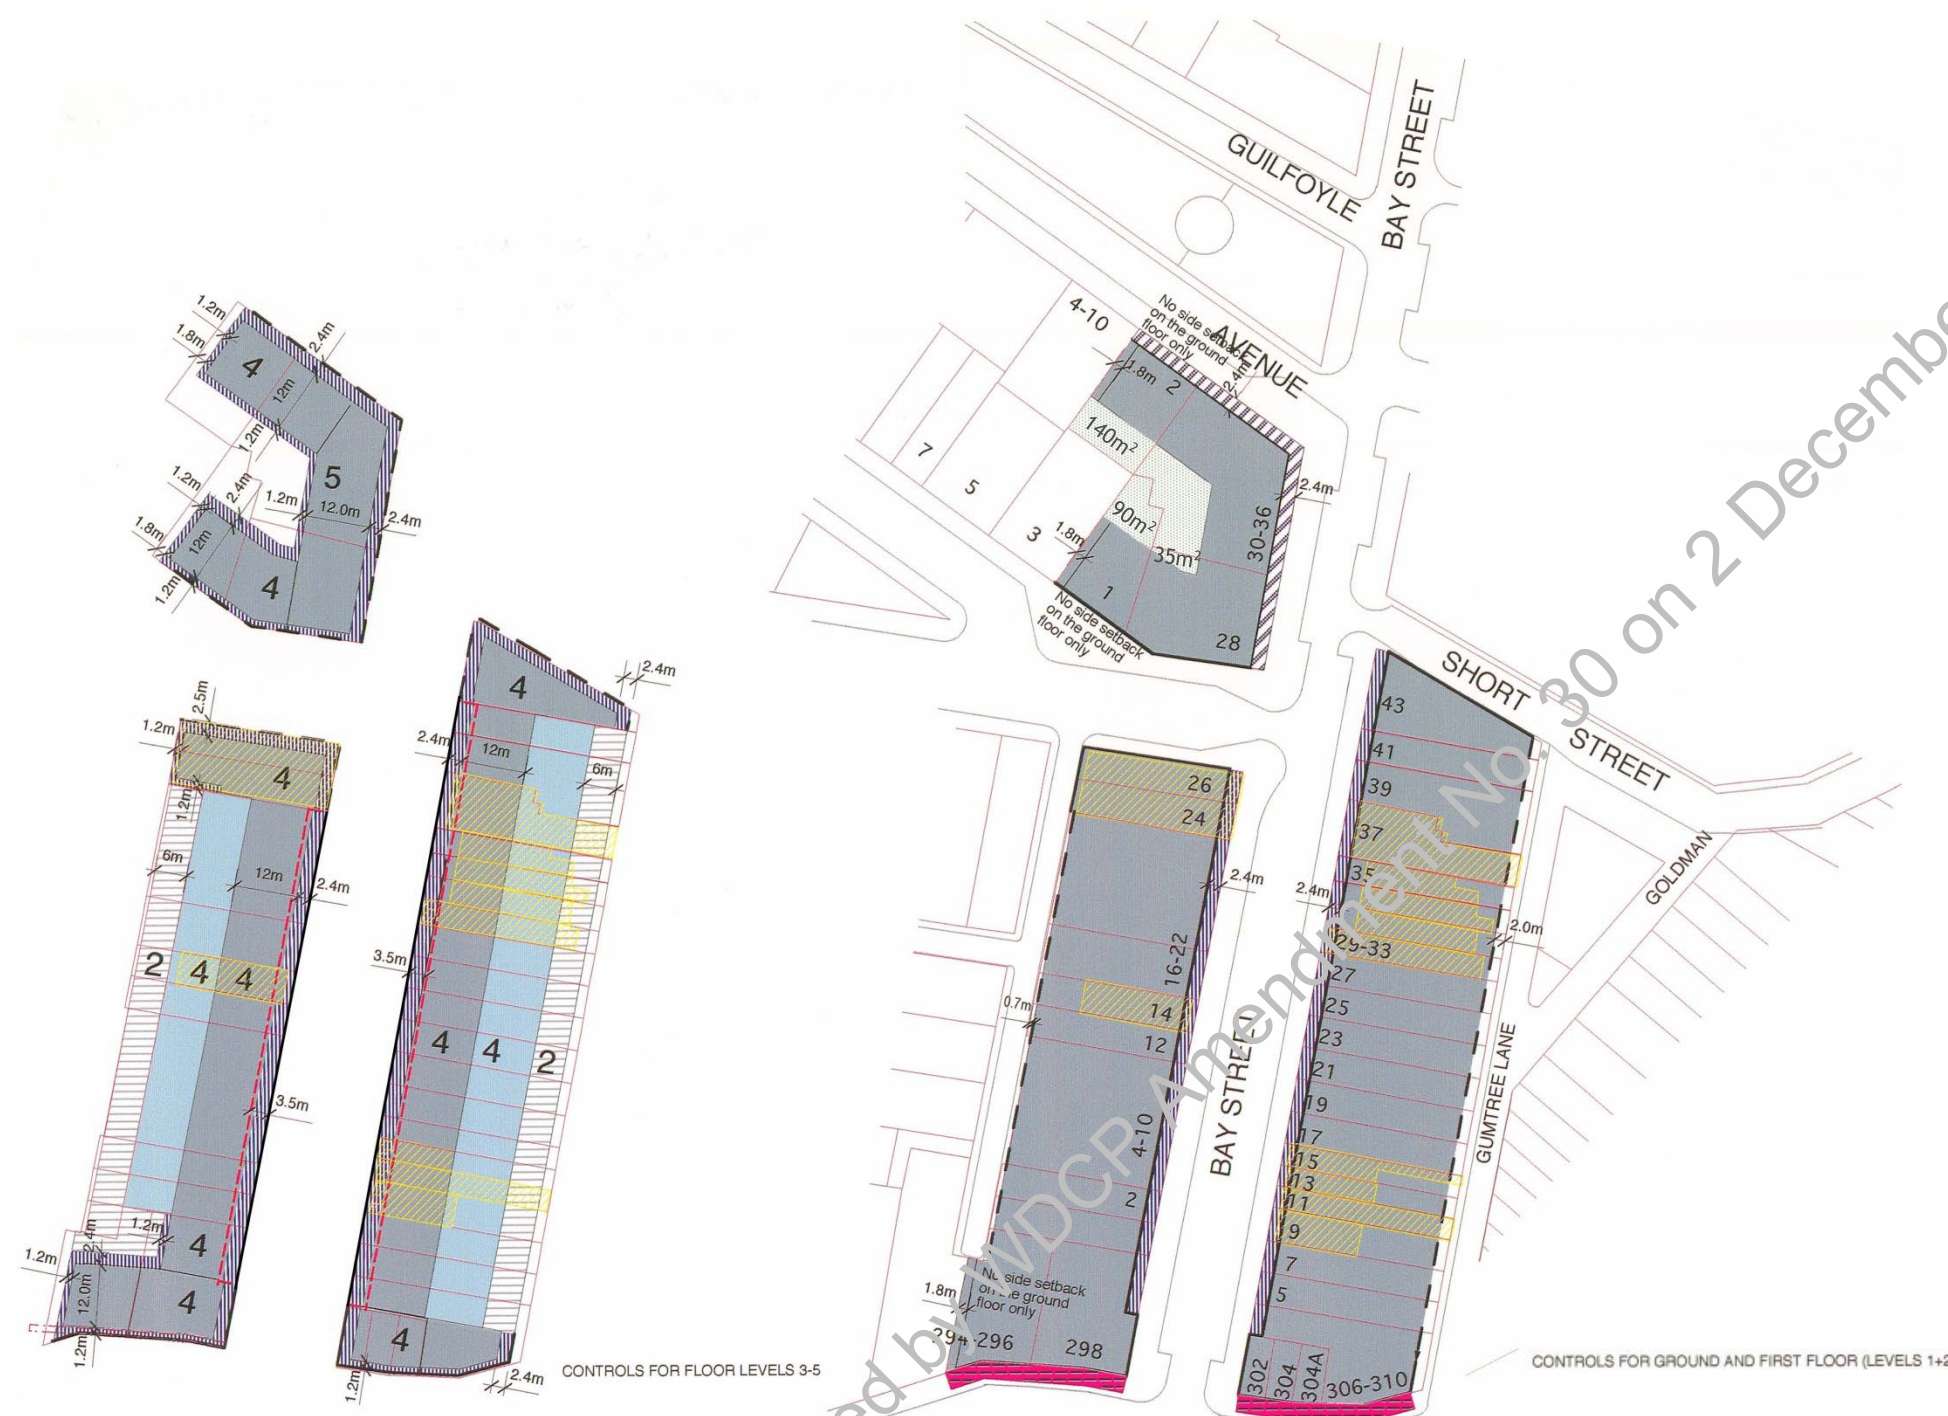 GUILFOYLE
AVENUE
BAY STREET
No side setback
on the ground
floor only
4-10
1.8m
2
2.4m
140m²
7
5
3
90m²
35m²
1.8m
1
30-36
2.4m
28
No side setback
on the ground
floor only
SHORT
STREET
GOLDMAN
GUMTREE LANE
BAY STREET
26
24
16-22
14
12
4-10
2
2.4m
0.7m
1.8m
No side setback
on the ground
floor only
294-296
298
43
41
39
37
35
29-33
27
25
23
21
19
17
15
13
11
9
7
5
302
304
304A
306-310
2.4m
2.0m
CONTROLS FOR GROUND AND FIRST FLOOR (LEVELS 1+2
1.2m
1.8m
4
12m
2.4m
1.2m
5
12.0m
2.4m
1.2m
1.2m
2.4m
1.8m
12m
1.2m
4
2.5m
1.2m
4
1.2m
6m
12m
2.4m
2
4
4
3.5m
1.2m
2.4m
4
1.2m
12.0m
4
1.2m
4
2.4m
2.4m
12m
6m
3.5m
4
4
2
4
1.2m
2.4m
CONTROLS FOR FLOOR LEVELS 3-5
ed by WDCP Amendment No. 30 on 2 Decembe